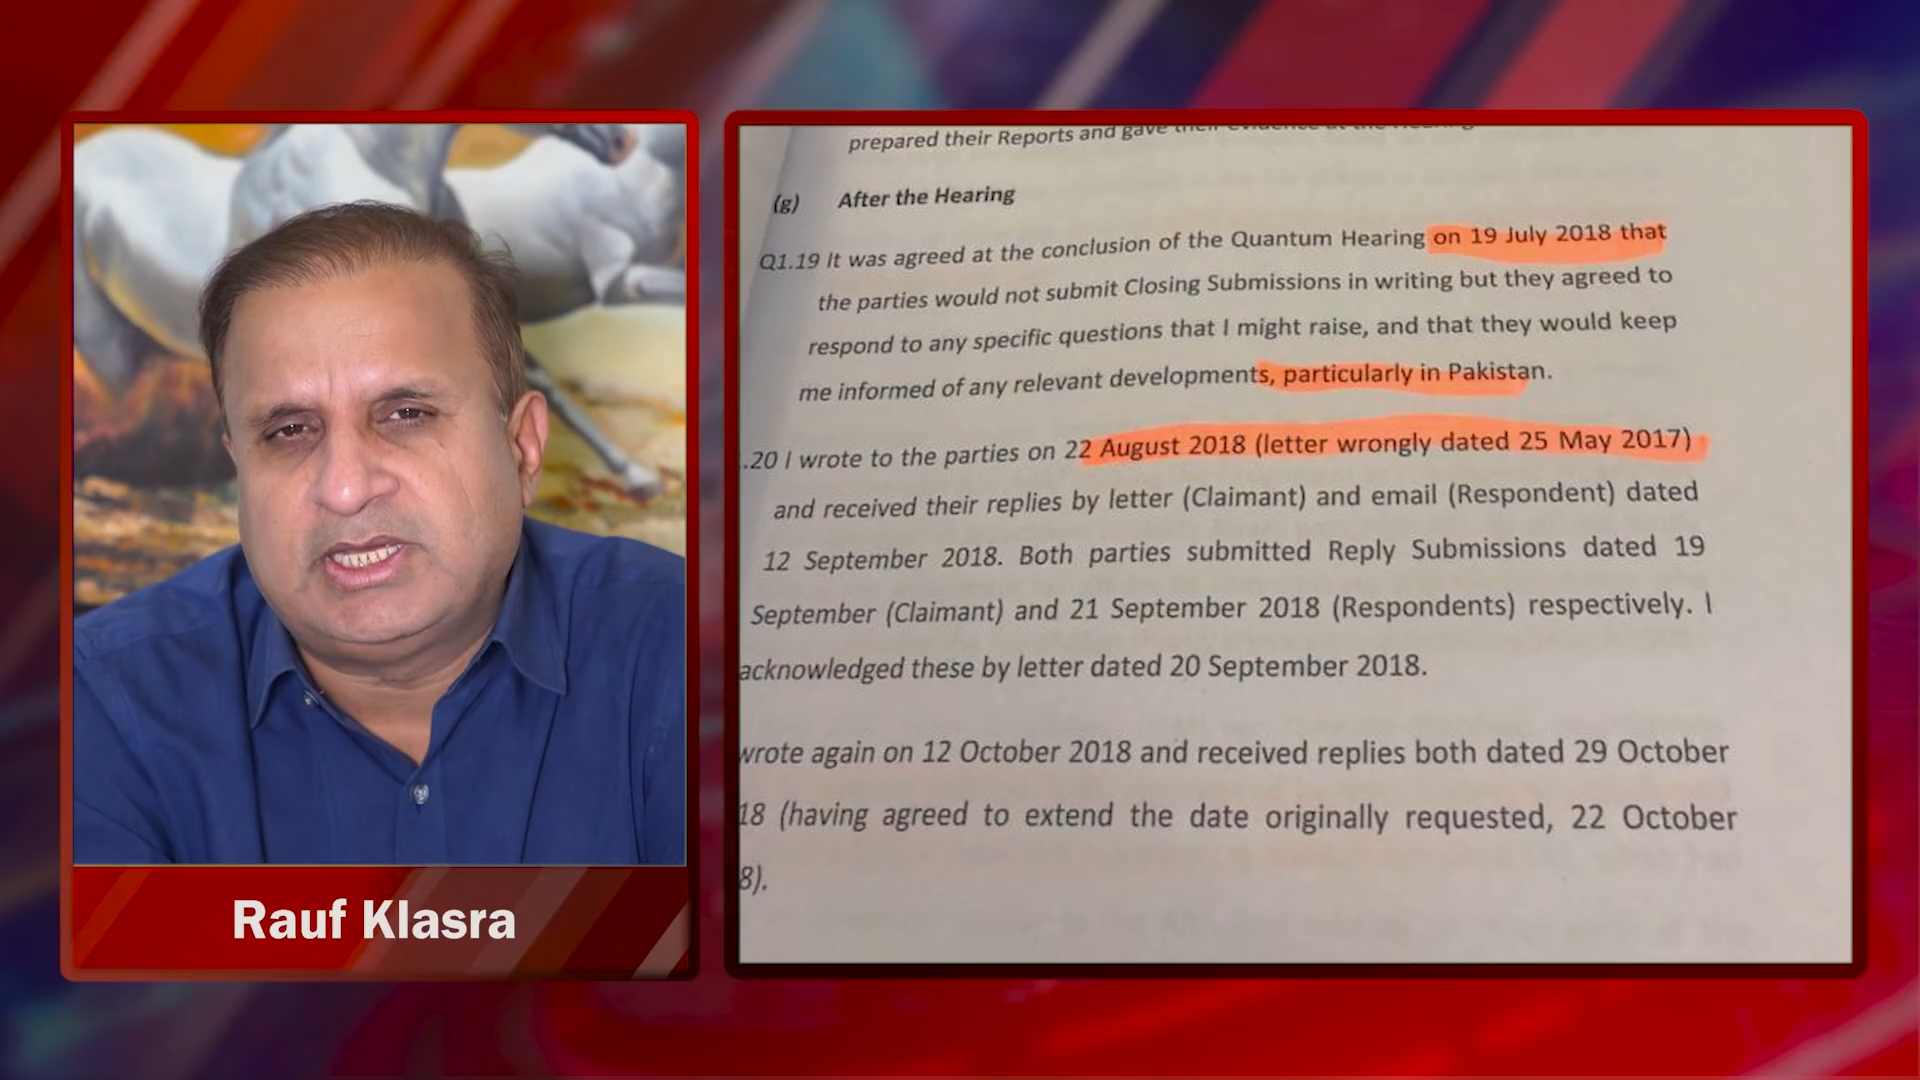 Rauf Klasra
prepared their Reports and gave their evidence at the Hearing
(g) After the Hearing
Q1.19 It was agreed at the conclusion of the Quantum Hearing on 19 July 2018 that
the parties would not submit Closing Submissions in writing but they agreed to
respond to any specific questions that I might raise, and that they would keep
me informed of any relevant developments, particularly in Pakistan.
.20 I wrote to the parties on 22 August 2018 (letter wrongly dated 25 May 2017)
and received their replies by letter (Claimant) and email (Respondent) dated
12 September 2018. Both parties submitted Reply Submissions dated 19
September (Claimant) and 21 September 2018 (Respondents) respectively. I
acknowledged these by letter dated 20 September 2018.
wrote again on 12 October 2018 and received replies both dated 29 October
18 (having agreed to extend the date originally requested, 22 October
8).